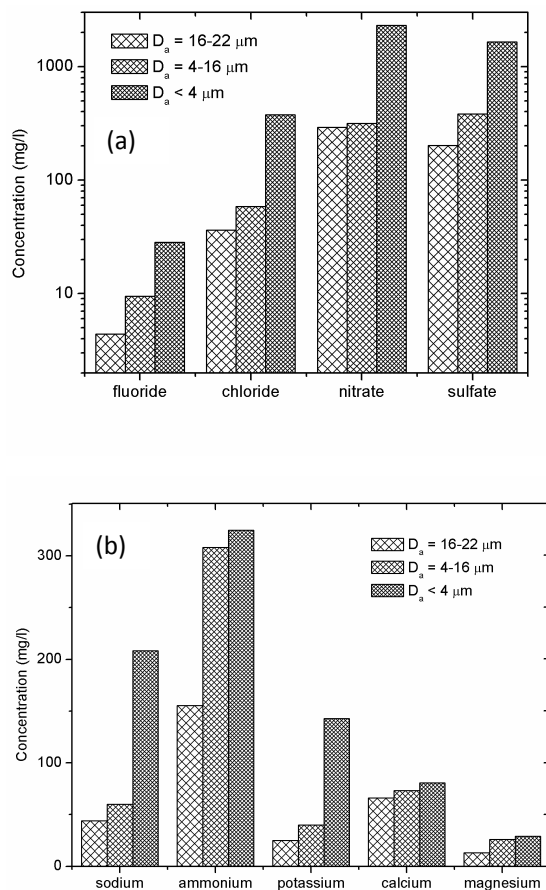 D_a = 16-22 μm
D_a = 4-16 μm
D_a < 4 μm
(a)
1000
100
10
Concentration (mg/l)
fluoride chloride nitrate sulfate
(b)
D_a = 16-22 μm
D_a = 4-16 μm
D_a < 4 μm
300
200
100
0
Concentration (mg/l)
sodium ammonium potassium calcium magnesium